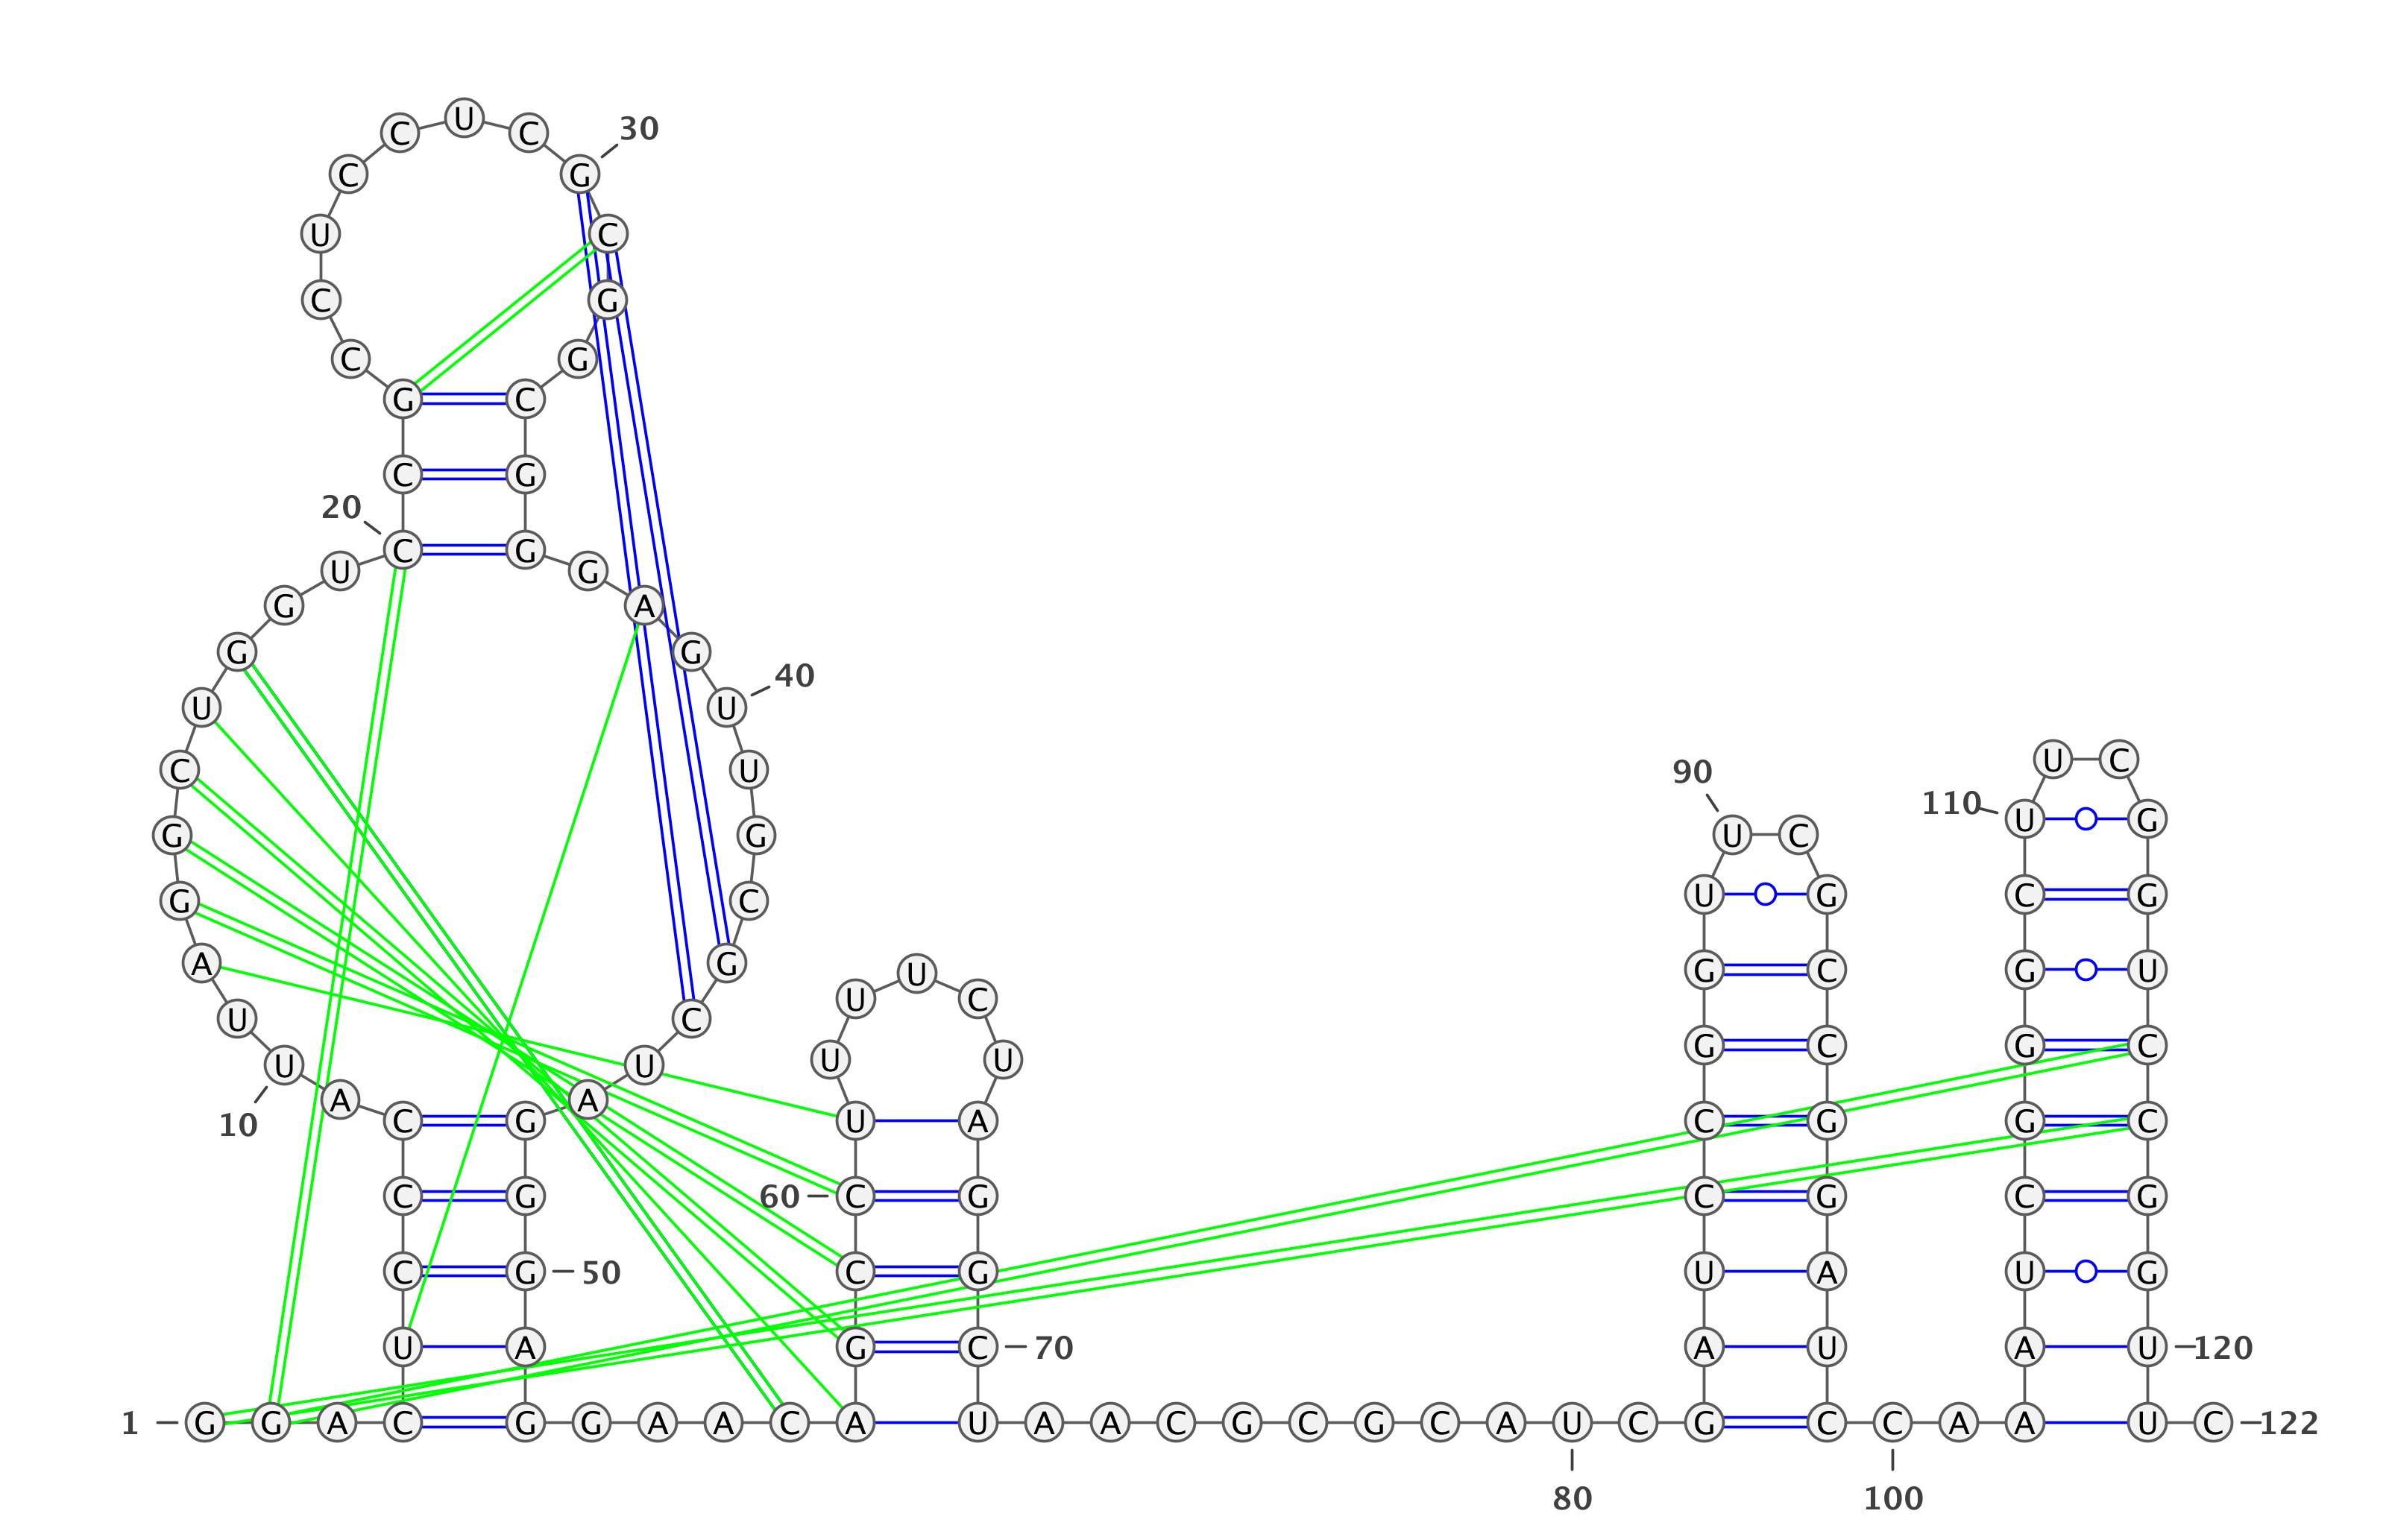 U
C C 30
C G
U C
C G
C G
G C
C G
20
C G
U G
G A
G G
40
U U
U C
C U 90
110 U G
G G U C
U G C G
G C
A G U G C G U
U C
U C
G C G C
U U
U U
A A
C G U A C G G C
10
C G 60 C G C G C G
C G 50 C G U A U G
U A G C 70 A U A U 120
1 G G A C G G A A C A U A A C G C G C A U C G C C A A A U C 122
80 100